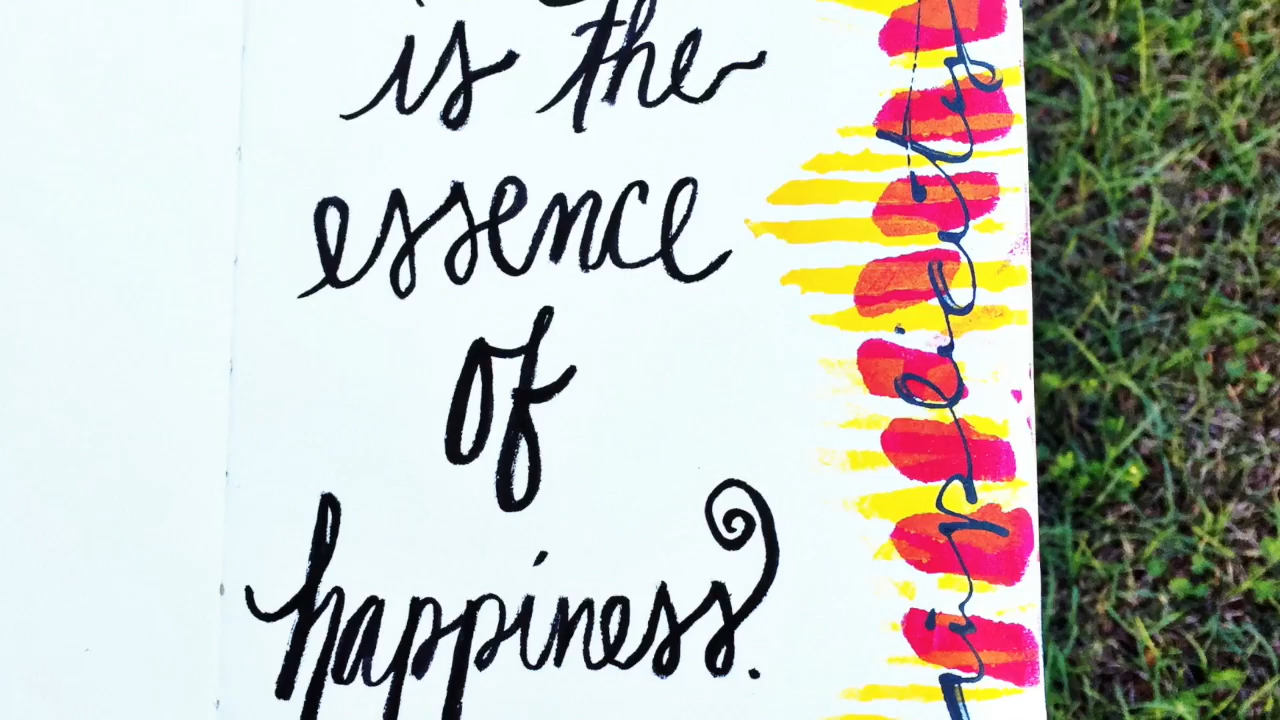 is the
essence
of
happiness.